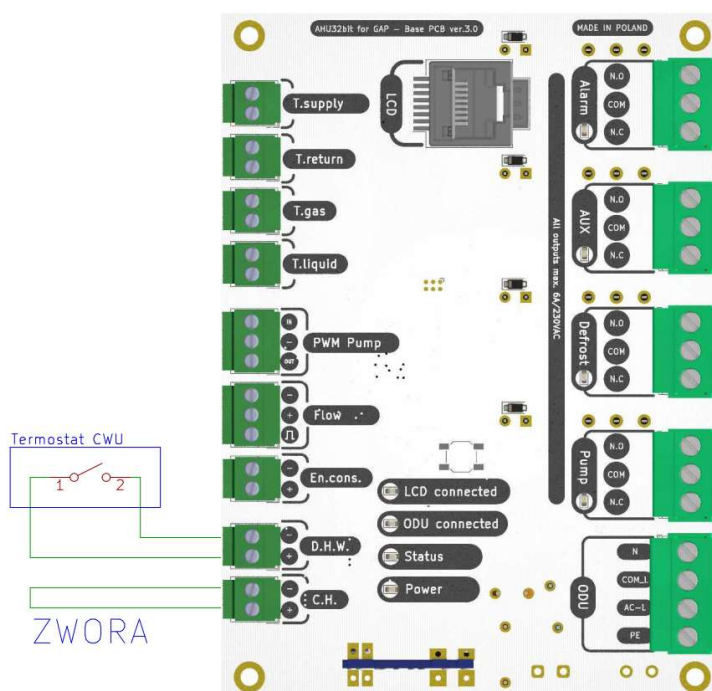 AHU32bit for GAP - Base PCB ver.3.0
MADE IN POLAND
T.supply
T.return
T.gas
T.liquid
IN
-
OUT
PWM Pump
-
+
Flow
-
+
En.cons.
-
+
D.H.W.
-
+
C.H.
LCD
LCD connected
ODU connected
Status
Power
All outputs max. 6A/230VAC
Alarm
N.O
COM
N.C
AUX
N.O
COM
N.C
Defrost
N.O
COM
N.C
Pump
N.O
COM
N.C
ODU
N
COM_L
AC-L
PE
Termostat CWU
1 2
ZWORA